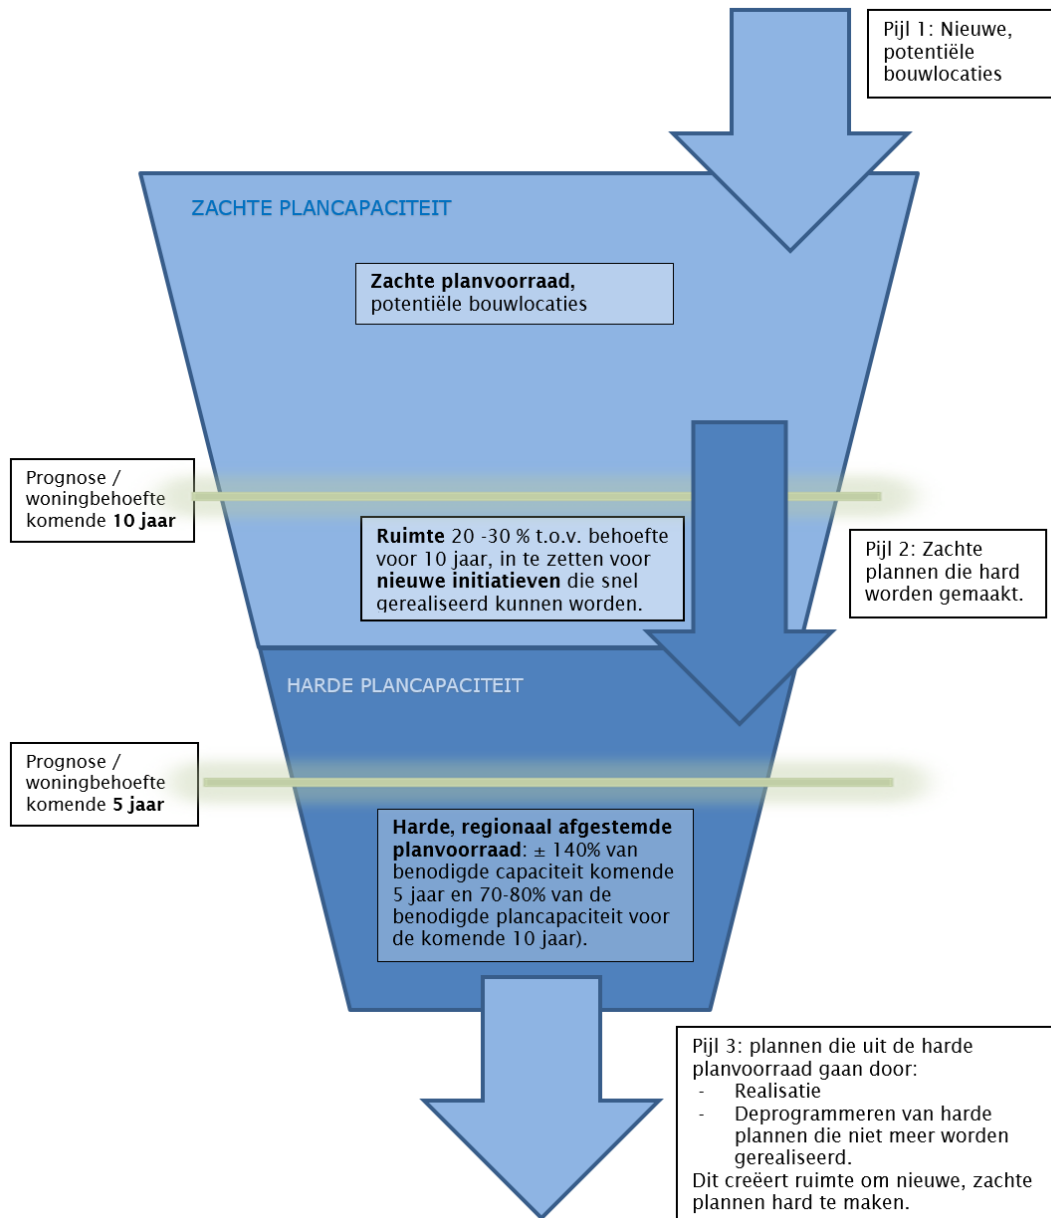 Pijl 1: Nieuwe,
potentiële
bouwlocaties
ZACHTE PLANCAPACITEIT
Zachte planvoorraad,
potentiële bouwlocaties
Prognose /
woningbehoefte
komende 10 jaar
Ruimte 20 -30 % t.o.v. behoefte
voor 10 jaar, in te zetten voor
nieuwe initiatieven die snel
gerealiseerd kunnen worden.
Pijl 2: Zachte
plannen die hard
worden gemaakt.
HARDE PLANCAPACITEIT
Prognose /
woningbehoefte
komende 5 jaar
Harde, regionaal afgestemde
planvoorraad: ± 140% van
benodigde capaciteit komende
5 jaar en 70-80% van de
benodigde plancapaciteit voor
de komende 10 jaar).
Pijl 3: plannen die uit de harde
planvoorraad gaan door:
- Realisatie
- Deprogrammeren van harde
plannen die niet meer worden
gerealiseerd.
Dit creëert ruimte om nieuwe, zachte
plannen hard te maken.